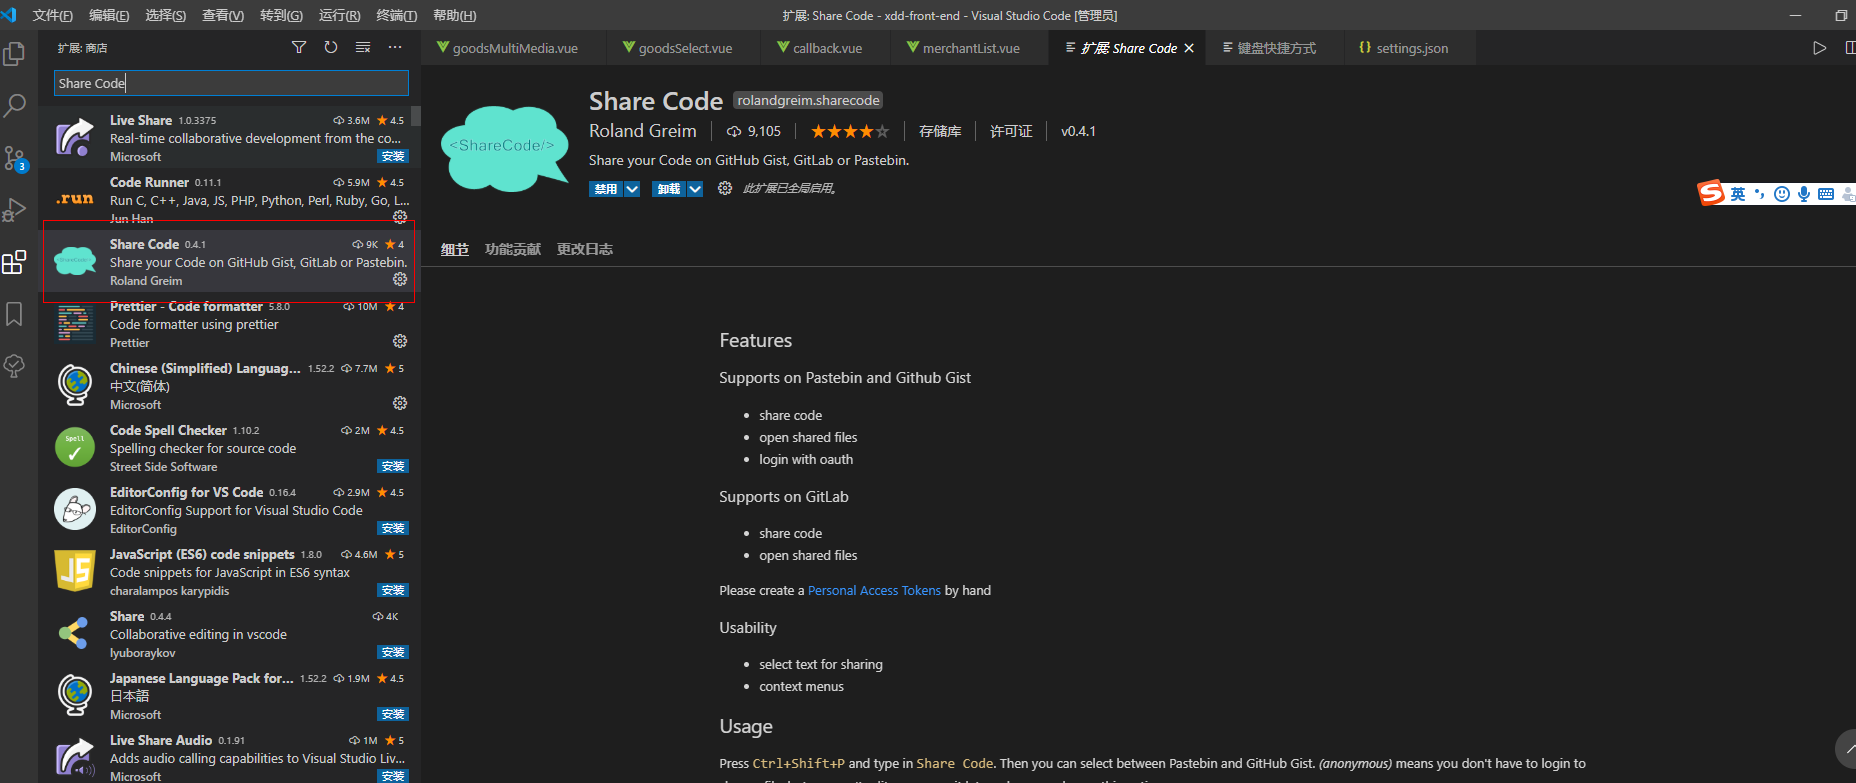 文件(F) 编辑(E) 选择(S) 查看(V) 转到(G) 运行(R) 终端(T) 帮助(H)
扩展: Share Code - xdd-front-end - Visual Studio Code [管理员]
扩展: 商店
goodsMultiMedia.vue
goodsSelect.vue
callback.vue
merchantList.vue
扩展 Share Code
键盘快捷方式
{} settings.json
Share Code
3
Live Share 1.0.3375 3.6M 4.5
Real-time collaborative development from the co...
Microsoft 安装
Code Runner 0.11.1 5.9M 4.5
Run C, C++, Java, JS, PHP, Python, Perl, Ruby, Go, L...
Jun Han
.run
Share Code 0.4.1 9K 4
Share your Code on GitHub Gist, GitLab or Pastebin.
Roland Greim
Prettier - Code formatter 5.8.0 10M 4
Code formatter using prettier
Prettier
Chinese (Simplified) Languag... 1.52.2 7.7M 5
中文(简体)
Microsoft
Code Spell Checker 1.10.2 2M 4.5
Spelling checker for source code
Street Side Software 安装
Spell
EditorConfig for VS Code 0.16.4 2.9M 4.5
EditorConfig Support for Visual Studio Code
EditorConfig 安装
JavaScript (ES6) code snippets 1.8.0 4.6M 5
Code snippets for JavaScript in ES6 syntax
charalampos karypidis 安装
JS
Share 0.4.4 4K
Collaborative editing in vscode
lyuboraykov 安装
Japanese Language Pack for... 1.52.2 1.9M 4.5
日本語
Microsoft 安装
Live Share Audio 0.1.91 1M 5
Adds audio calling capabilities to Visual Studio Liv...
Microsoft 安装
<ShareCode/>
Share Code rolandgreim.sharecode
Roland Greim 9,105 存储库 许可证 v0.4.1
Share your Code on GitHub Gist, GitLab or Pastebin.
禁用 卸载 此扩展已全局启用。
S 英
细节 功能贡献 更改日志
Features
Supports on Pastebin and Github Gist
• share code
• open shared files
• login with oauth
Supports on GitLab
• share code
• open shared files
Please create a Personal Access Tokens by hand
Usability
• select text for sharing
• context menus
Usage
Press Ctrl+Shift+P and type in Share Code. Then you can select between Pastebin and GitHub Gist. (anonymous) means you don't have to login to